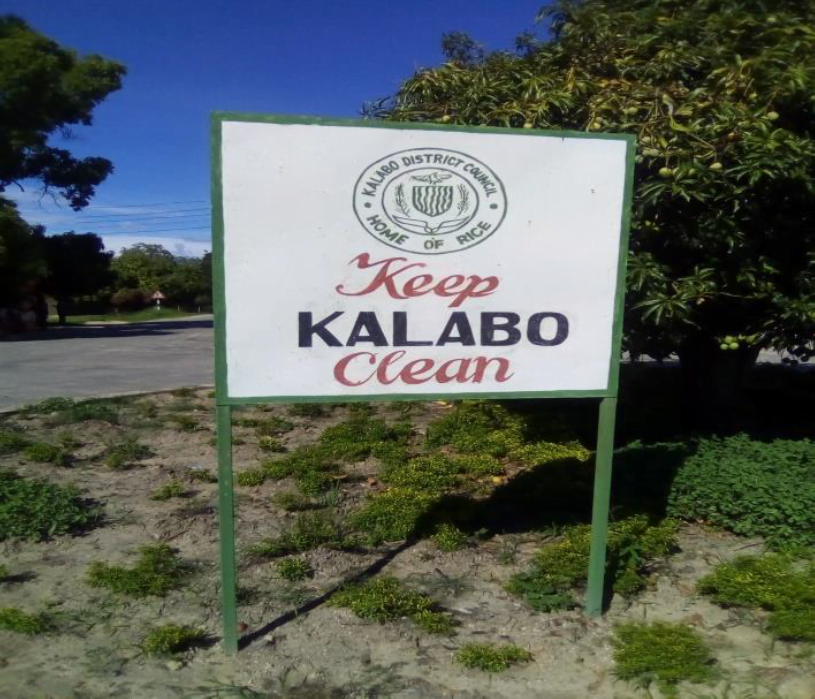 KALABO DISTRICT COUNCIL
HOME OF RICE
Keep
KALABO
Clean